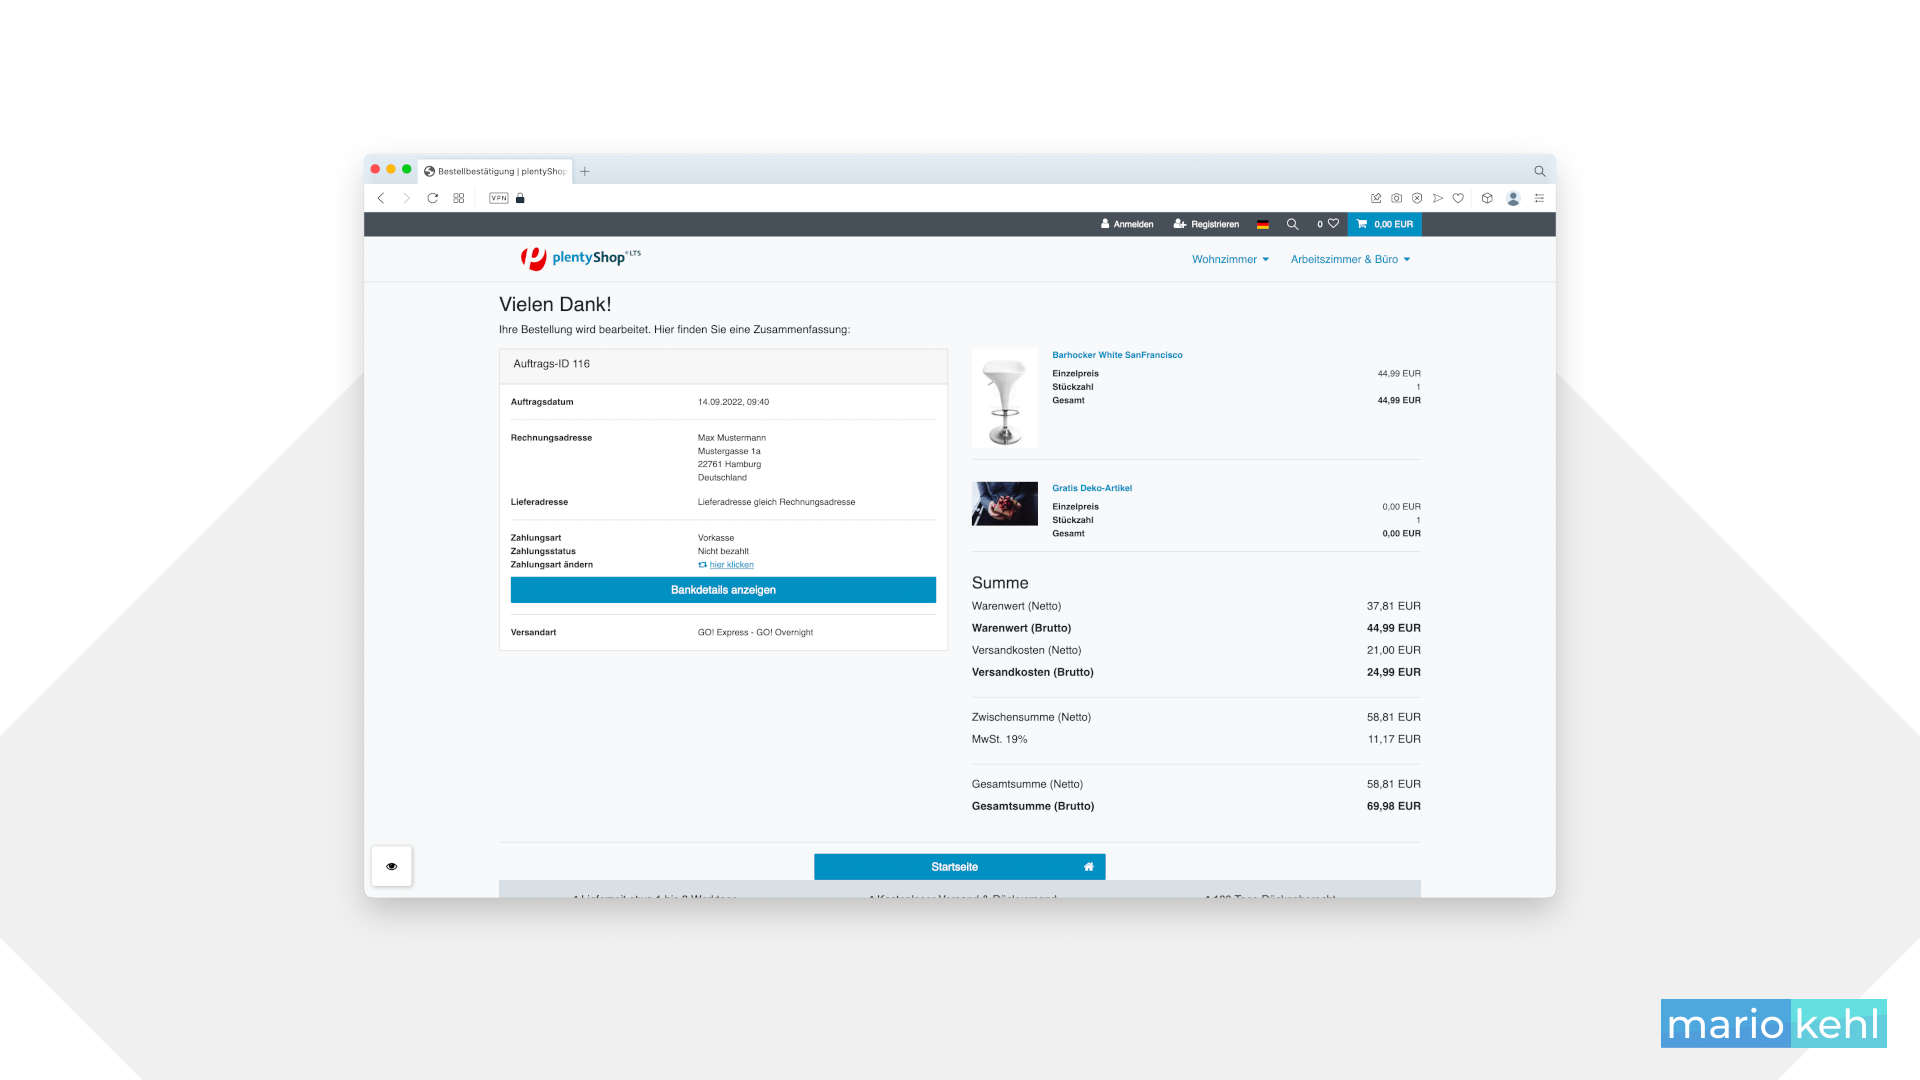 Bestellbestätigung | plentyShop
VPN
Anmelden
Registrieren
0
0,00 EUR
plentyShop®LTS
Wohnzimmer
Arbeitszimmer & Büro
Vielen Dank!
Ihre Bestellung wird bearbeitet. Hier finden Sie eine Zusammenfassung:
Auftrags-ID 116
Auftragsdatum 14.09.2022, 09:40
Rechnungsadresse Max Mustermann
Mustergasse 1a
22761 Hamburg
Deutschland
Lieferadresse Lieferadresse gleich Rechnungsadresse
Zahlungsart Vorkasse
Zahlungsstatus Nicht bezahlt
Zahlungsart ändern hier klicken
Bankdetails anzeigen
Versandart GO! Express - GO! Overnight
Barhocker White SanFrancisco
Einzelpreis 44,99 EUR
Stückzahl 1
Gesamt 44,99 EUR
Gratis Deko-Artikel
Einzelpreis 0,00 EUR
Stückzahl 1
Gesamt 0,00 EUR
Summe
Warenwert (Netto) 37,81 EUR
Warenwert (Brutto) 44,99 EUR
Versandkosten (Netto) 21,00 EUR
Versandkosten (Brutto) 24,99 EUR
Zwischensumme (Netto) 58,81 EUR
MwSt. 19% 11,17 EUR
Gesamtsumme (Netto) 58,81 EUR
Gesamtsumme (Brutto) 69,98 EUR
Startseite
mario kehl